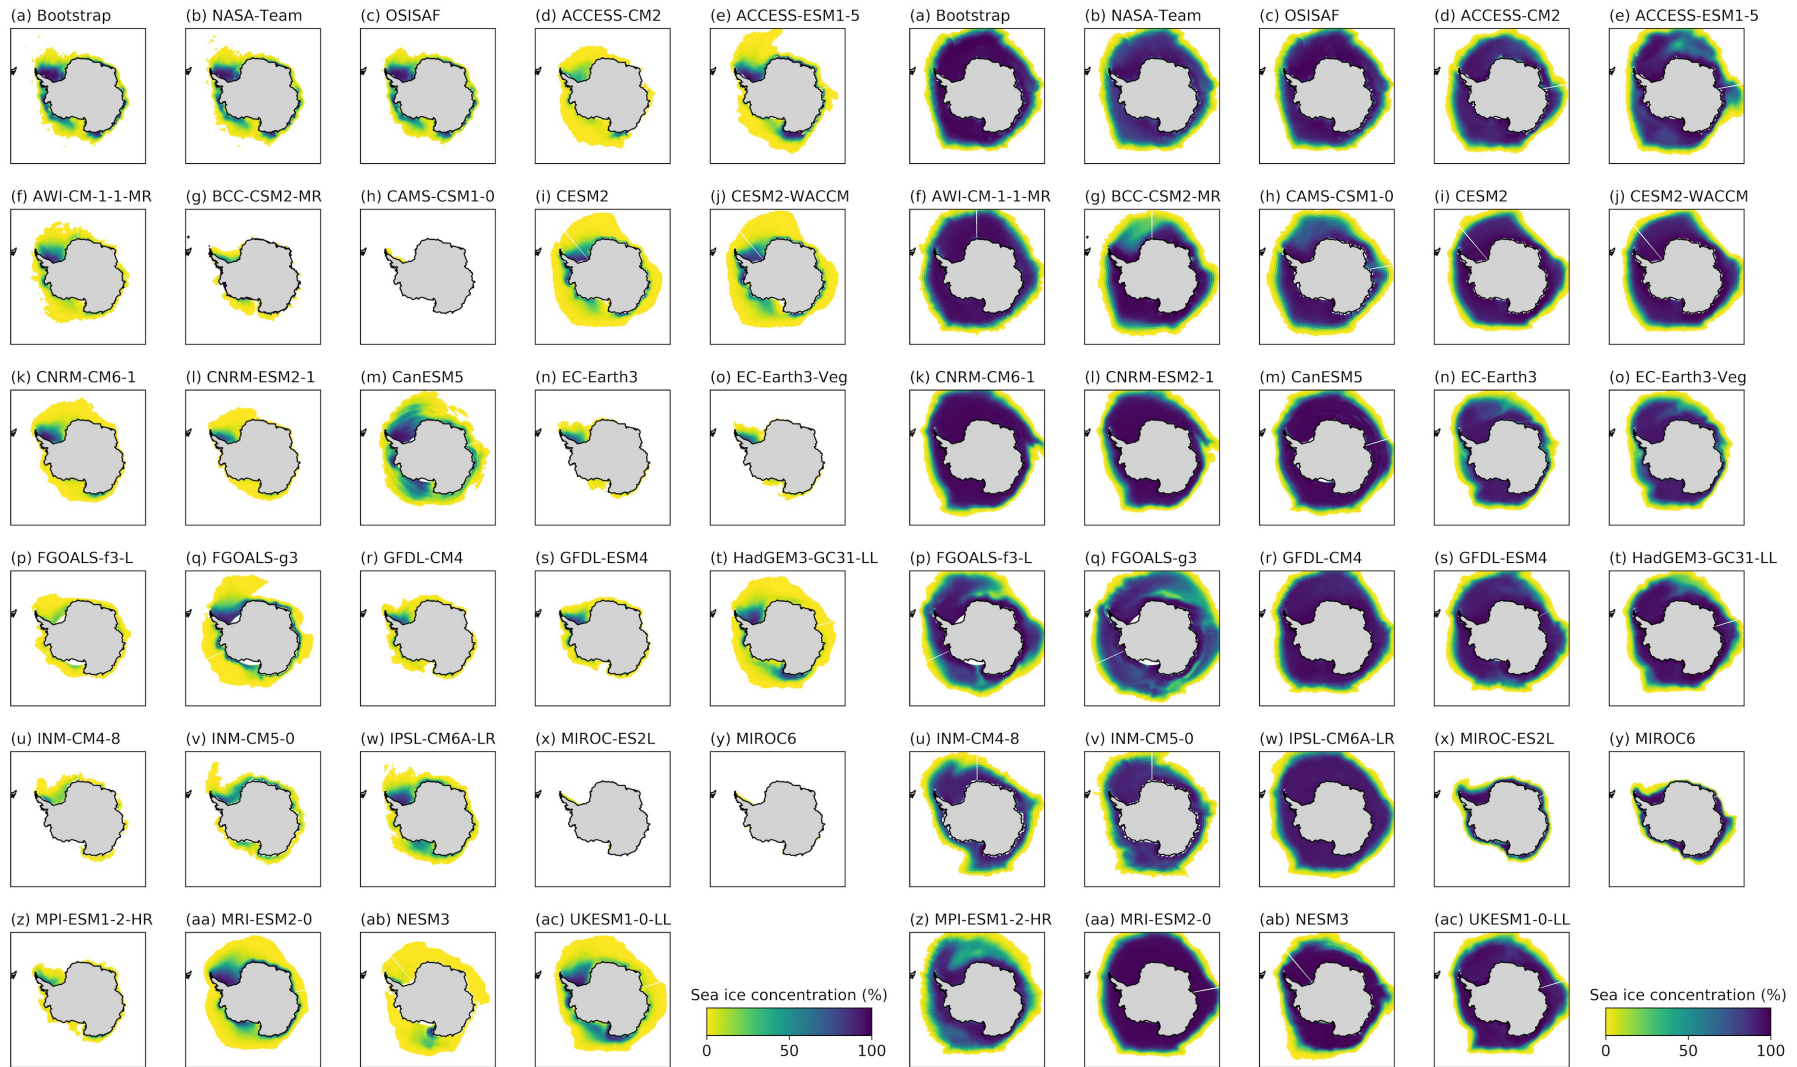 (a) Bootstrap (b) NASA-Team (c) OSISAF (d) ACCESS-CM2 (e) ACCESS-ESM1-5 (a) Bootstrap (b) NASA-Team (c) OSISAF (d) ACCESS-CM2 (e) ACCESS-ESM1-5
(f) AWI-CM-1-1-MR (g) BCC-CSM2-MR (h) CAMS-CSM1-0 (i) CESM2 (j) CESM2-WACCM (f) AWI-CM-1-1-MR (g) BCC-CSM2-MR (h) CAMS-CSM1-0 (i) CESM2 (j) CESM2-WACCM
(k) CNRM-CM6-1 (l) CNRM-ESM2-1 (m) CanESM5 (n) EC-Earth3 (o) EC-Earth3-Veg (k) CNRM-CM6-1 (l) CNRM-ESM2-1 (m) CanESM5 (n) EC-Earth3 (o) EC-Earth3-Veg
(p) FGOALS-f3-L (q) FGOALS-g3 (r) GFDL-CM4 (s) GFDL-ESM4 (t) HadGEM3-GC31-LL (p) FGOALS-f3-L (q) FGOALS-g3 (r) GFDL-CM4 (s) GFDL-ESM4 (t) HadGEM3-GC31-LL
(u) INM-CM4-8 (v) INM-CM5-0 (w) IPSL-CM6A-LR (x) MIROC-ES2L (y) MIROC6 (u) INM-CM4-8 (v) INM-CM5-0 (w) IPSL-CM6A-LR (x) MIROC-ES2L (y) MIROC6
(z) MPI-ESM1-2-HR (aa) MRI-ESM2-0 (ab) NESM3 (ac) UKESM1-0-LL (z) MPI-ESM1-2-HR (aa) MRI-ESM2-0 (ab) NESM3 (ac) UKESM1-0-LL
Sea ice concentration (%) Sea ice concentration (%)
0 50 100 0 50 100